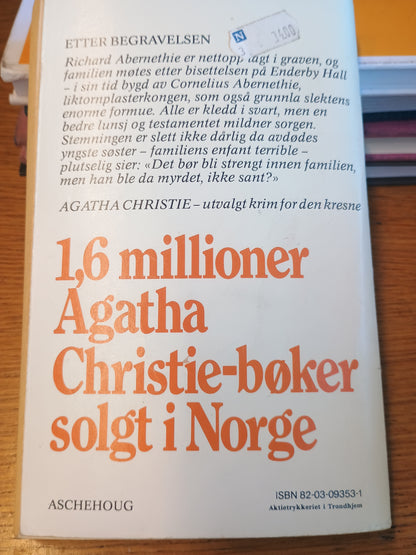 ETTER BEGRAVELSEN
Richard Abernethie er nettopp lagt i graven, og
familien møtes etter bisettelsen på Enderby Hall
– i sin tid bygd av Cornelius Abernethie,
liktornplasterkongen, som også grunnla slektens
enorme formue. Alle er kledd i svart, men en
bedre lunsj og testamentet mildner sorgen.
Stemningen er slett ikke dårlig da avdødes
yngste søster – familiens enfant terrible –
plutselig sier: «Det bør bli strengt innen familien,
men han ble da myrdet, ikke sant?»
AGATHA CHRISTIE – utvalgt krim for den kresne
1,6 millioner
Agatha
Christie-bøker
solgt i Norge
ASCHEHOUG
ISBN 82-03-09353-1
Aktietrykkeriet i Trondhjem
N
3400